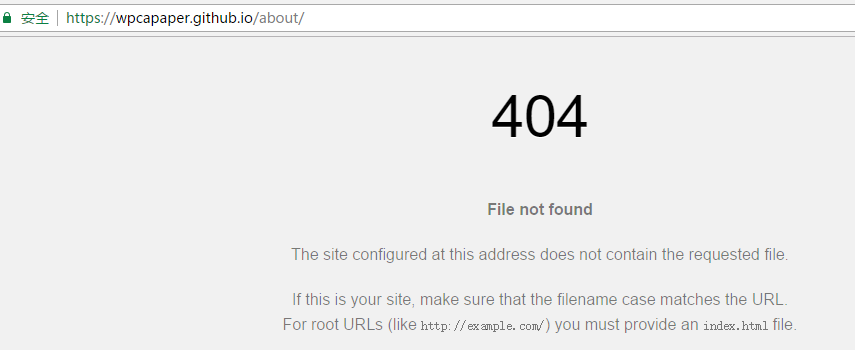 安全 https://wpcapaper.github.io/about/
404
File not found
The site configured at this address does not contain the requested file.
If this is your site, make sure that the filename case matches the URL.
For root URLs (like http://example.com/) you must provide an index.html file.